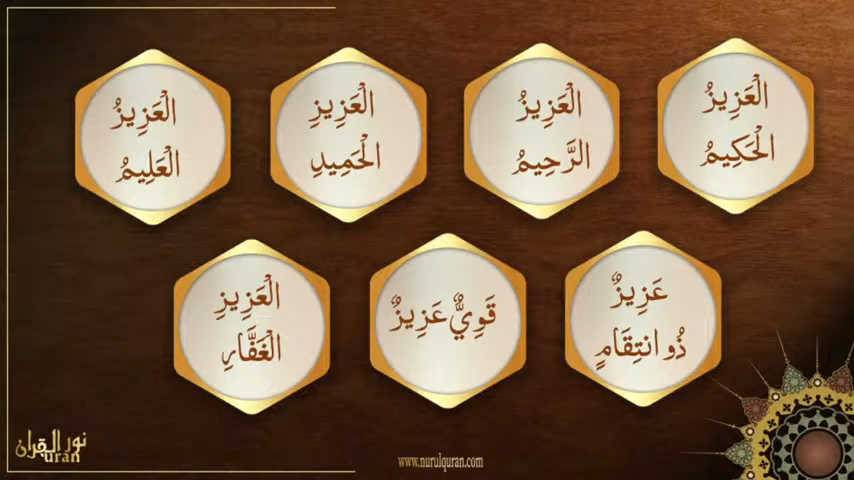 الْعَزِيزُ
الْحَكِيمُ
الْعَزِيزُ
الرَّحِيمُ
الْعَزِيزِ
الْحَمِيدِ
الْعَزِيزُ
الْعَلِيمُ
عَزِيزٌ
ذُو انتِقَامٍ
قَوِيٌّ عَزِيزٌ
الْعَزِيزِ
الْغَفَّارِ
نور القرآن
uran
www.nurulquran.com